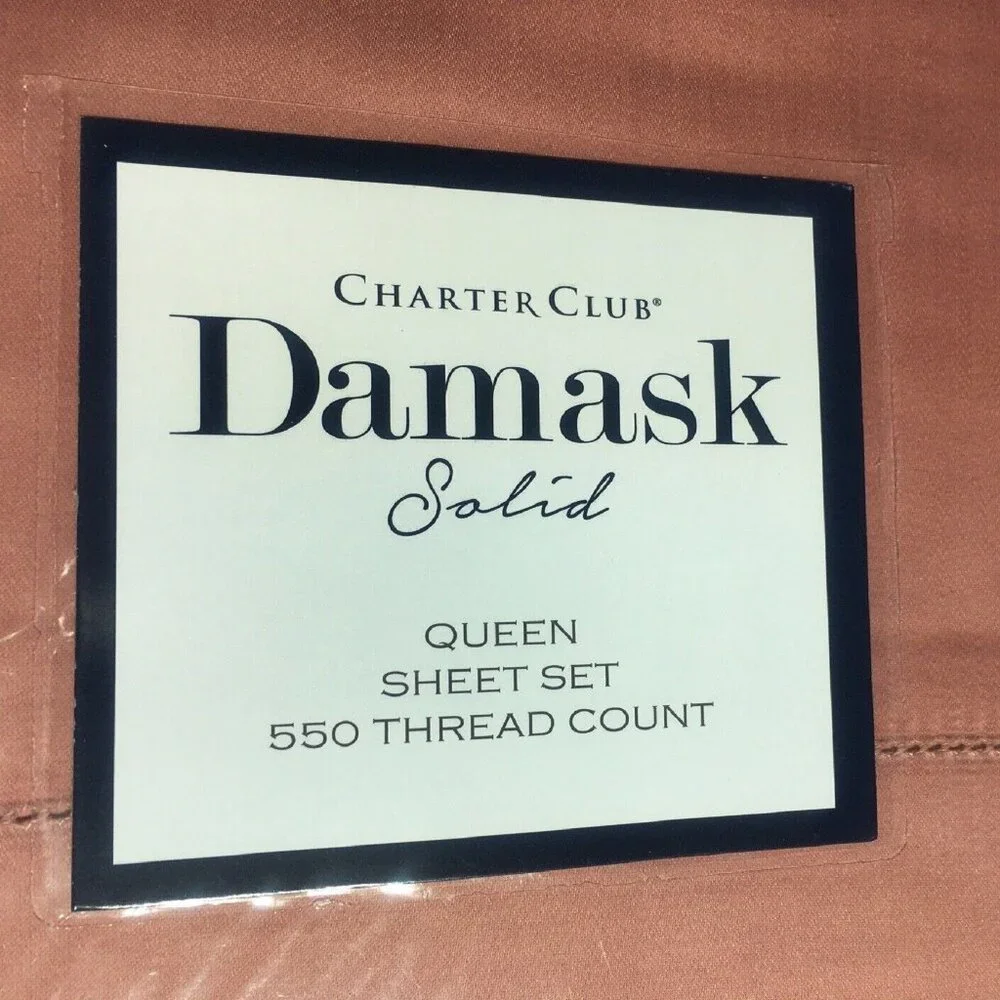 CHARTER CLUB®
Damask
Solid
QUEEN
SHEET SET
550 THREAD COUNT